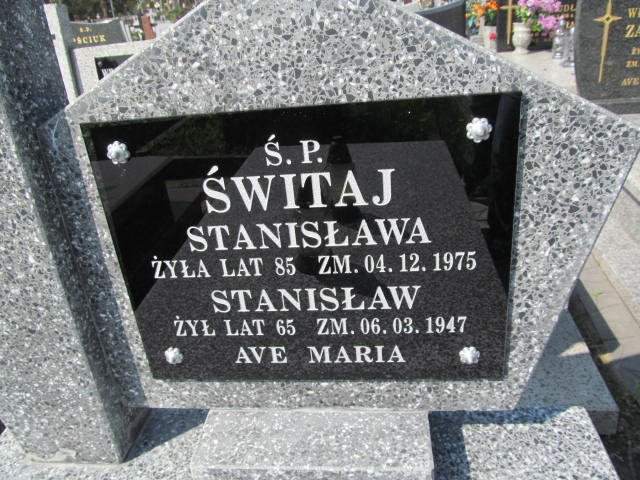 Ś. P.
ŚWITAJ
STANISŁAWA
ŻYŁA LAT 85 ZM. 04. 12. 1975
STANISŁAW
ŻYŁ LAT 65 ZM. 06. 03. 1947
AVE MARIA